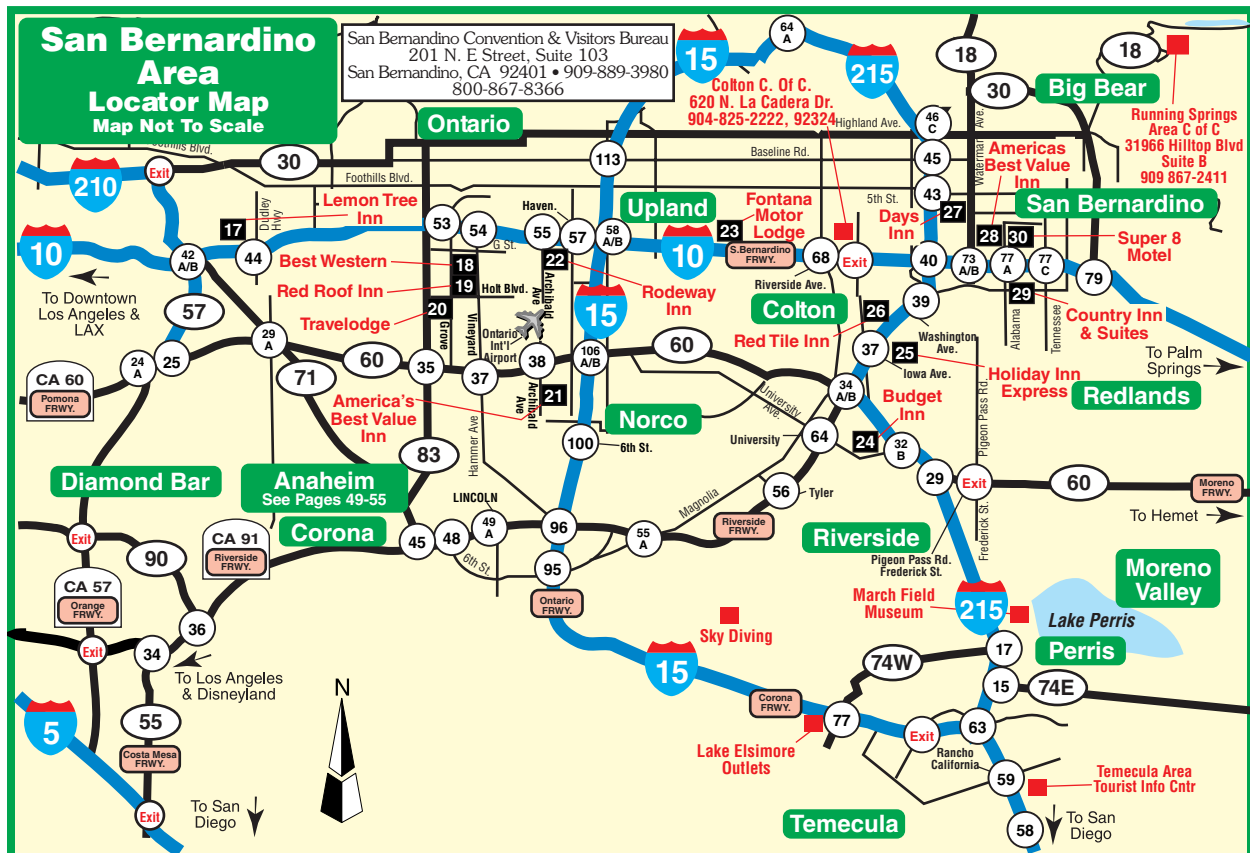 San Bernardino
Area
Locator Map
Map Not To Scale
San Bernandino Convention & Visitors Bureau
201 N. E Street, Suite 103
San Bernandino, CA 92401 • 909-889-3980
800-867-8366
15
64
A
215
18
18
30
Big Bear
Colton C. Of C.
620 N. La Cadera Dr.
904-825-2222, 92324
Running Springs
Area C of C
31966 Hilltop Blvd
Suite B
909 867-2411
Ontario
Highland Ave.
46
C
Waterman Ave.
Foothills Blvd.
30
Baseline Rd.
113
45
Americas
Best Value
Inn
210
Exit
Foothills Blvd.
43
5th St.
Lemon Tree
Inn
17
Dudley
Hwy
53
54
G St.
Haven.
55
57
58
A/B
Upland
Fontana
Motor
Lodge
23
Days
Inn
27
San Bernardino
28
30
Super 8
Motel
10
42
A/B
44
10
S.Bernardino
FRWY.
68
Exit
40
73
A/B
77
A
77
C
79
Best Western
18
22
Riverside Ave.
To Downtown
Los Angeles &
LAX
Red Roof Inn
19
Holt Blvd.
Archibald
Ave
Rodeway
Inn
39
29
Country Inn
& Suites
57
Travelodge
20
Grove
Vineyard
Ontario
Int'l
Airport
15
Colton
26
Red Tile Inn
Washington
Ave.
Alabama
Tennessee
29
A
24
A
25
60
35
37
38
106
A/B
60
37
25
Iowa Ave.
Holiday Inn
Express
To Palm
Springs
CA 60
Pomona
FRWY.
71
America's
Best Value
Inn
21
Archibald
Ave
34
A/B
Budget
Inn
Redlands
Pigeon Pass Rd.
Norco
University
Ave.
University
64
24
32
B
83
Hammer Ave
100
6th St.
Diamond Bar
Anaheim
See Pages 49-55
29
Exit
60
Moreno
FRWY.
56
Tyler
Magnolia
LINCOLN
To Hemet
Corona
49
A
96
Riverside
FRWY.
Exit
CA 91
Riverside
FRWY.
45
48
55
A
Riverside
Frederick St.
90
6th St.
95
Pigeon Pass Rd.
Frederick St.
Moreno
Valley
CA 57
Orange
FRWY.
Ontario
FRWY.
March Field
Museum
215
Lake Perris
36
Sky Diving
Exit
34
17
Perris
To Los Angeles
& Disneyland
N
15
74W
15
74E
5
55
Corona
FRWY.
77
63
Exit
Costa Mesa
FRWY.
Lake Elsimore
Outlets
Rancho
California
59
Temecula Area
Tourist Info Cntr
Exit
To San
Diego
Temecula
58
To San
Diego